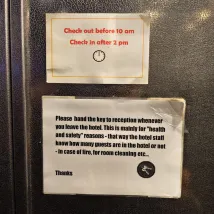 Check out before 10 am
Check in after 2 pm
Please hand the key to reception whenever
you leave the hotel. This is mainly for "health
and safety" reasons - that way the hotel staff
know how many guests are in the hotel or not
- in case of fire, for room cleaning etc...
Thanks